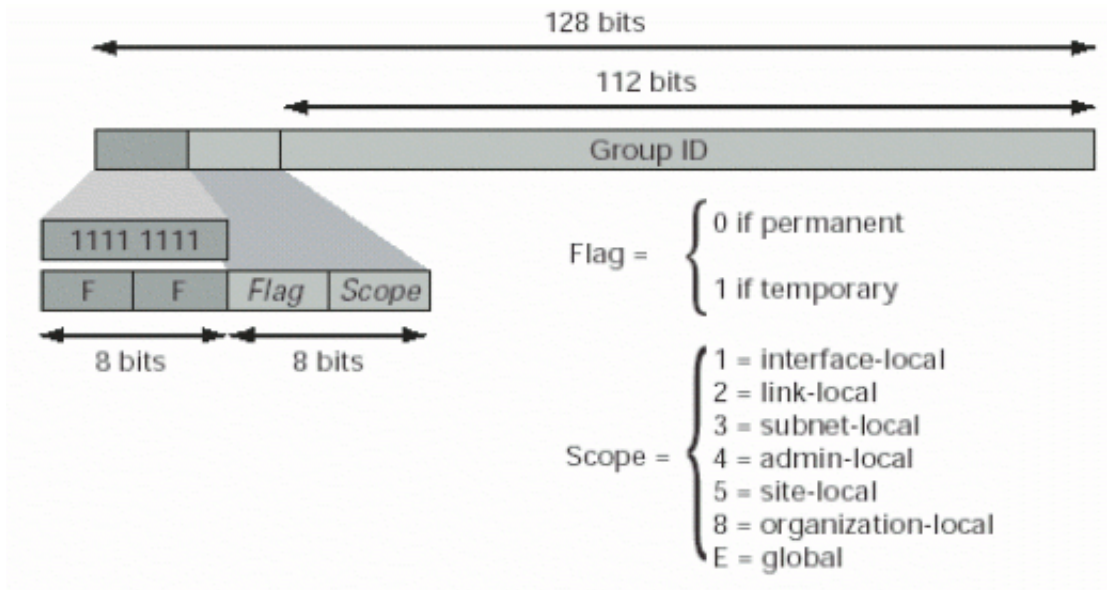 128 bits
112 bits
Group ID
1111 1111
F F Flag Scope
8 bits 8 bits
Flag =
0 if permanent
1 if temporary
Scope =
1 = interface-local
2 = link-local
3 = subnet-local
4 = admin-local
5 = site-local
8 = organization-local
E = global